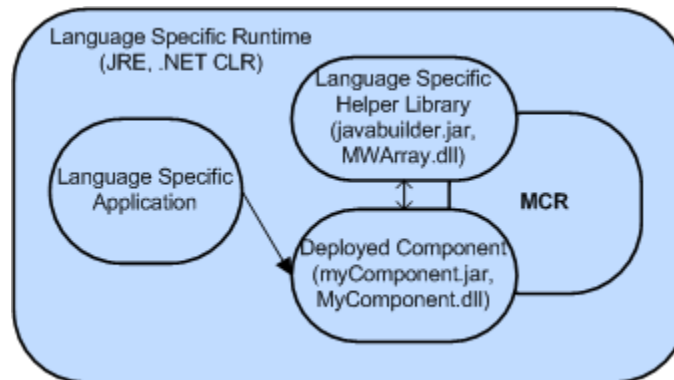 Language Specific Runtime
(JRE, .NET CLR)
Language Specific
Helper Library
(javabuilder.jar,
MWArray.dll)
Language Specific
Application
MCR
Deployed Component
(myComponent.jar,
MyComponent.dll)